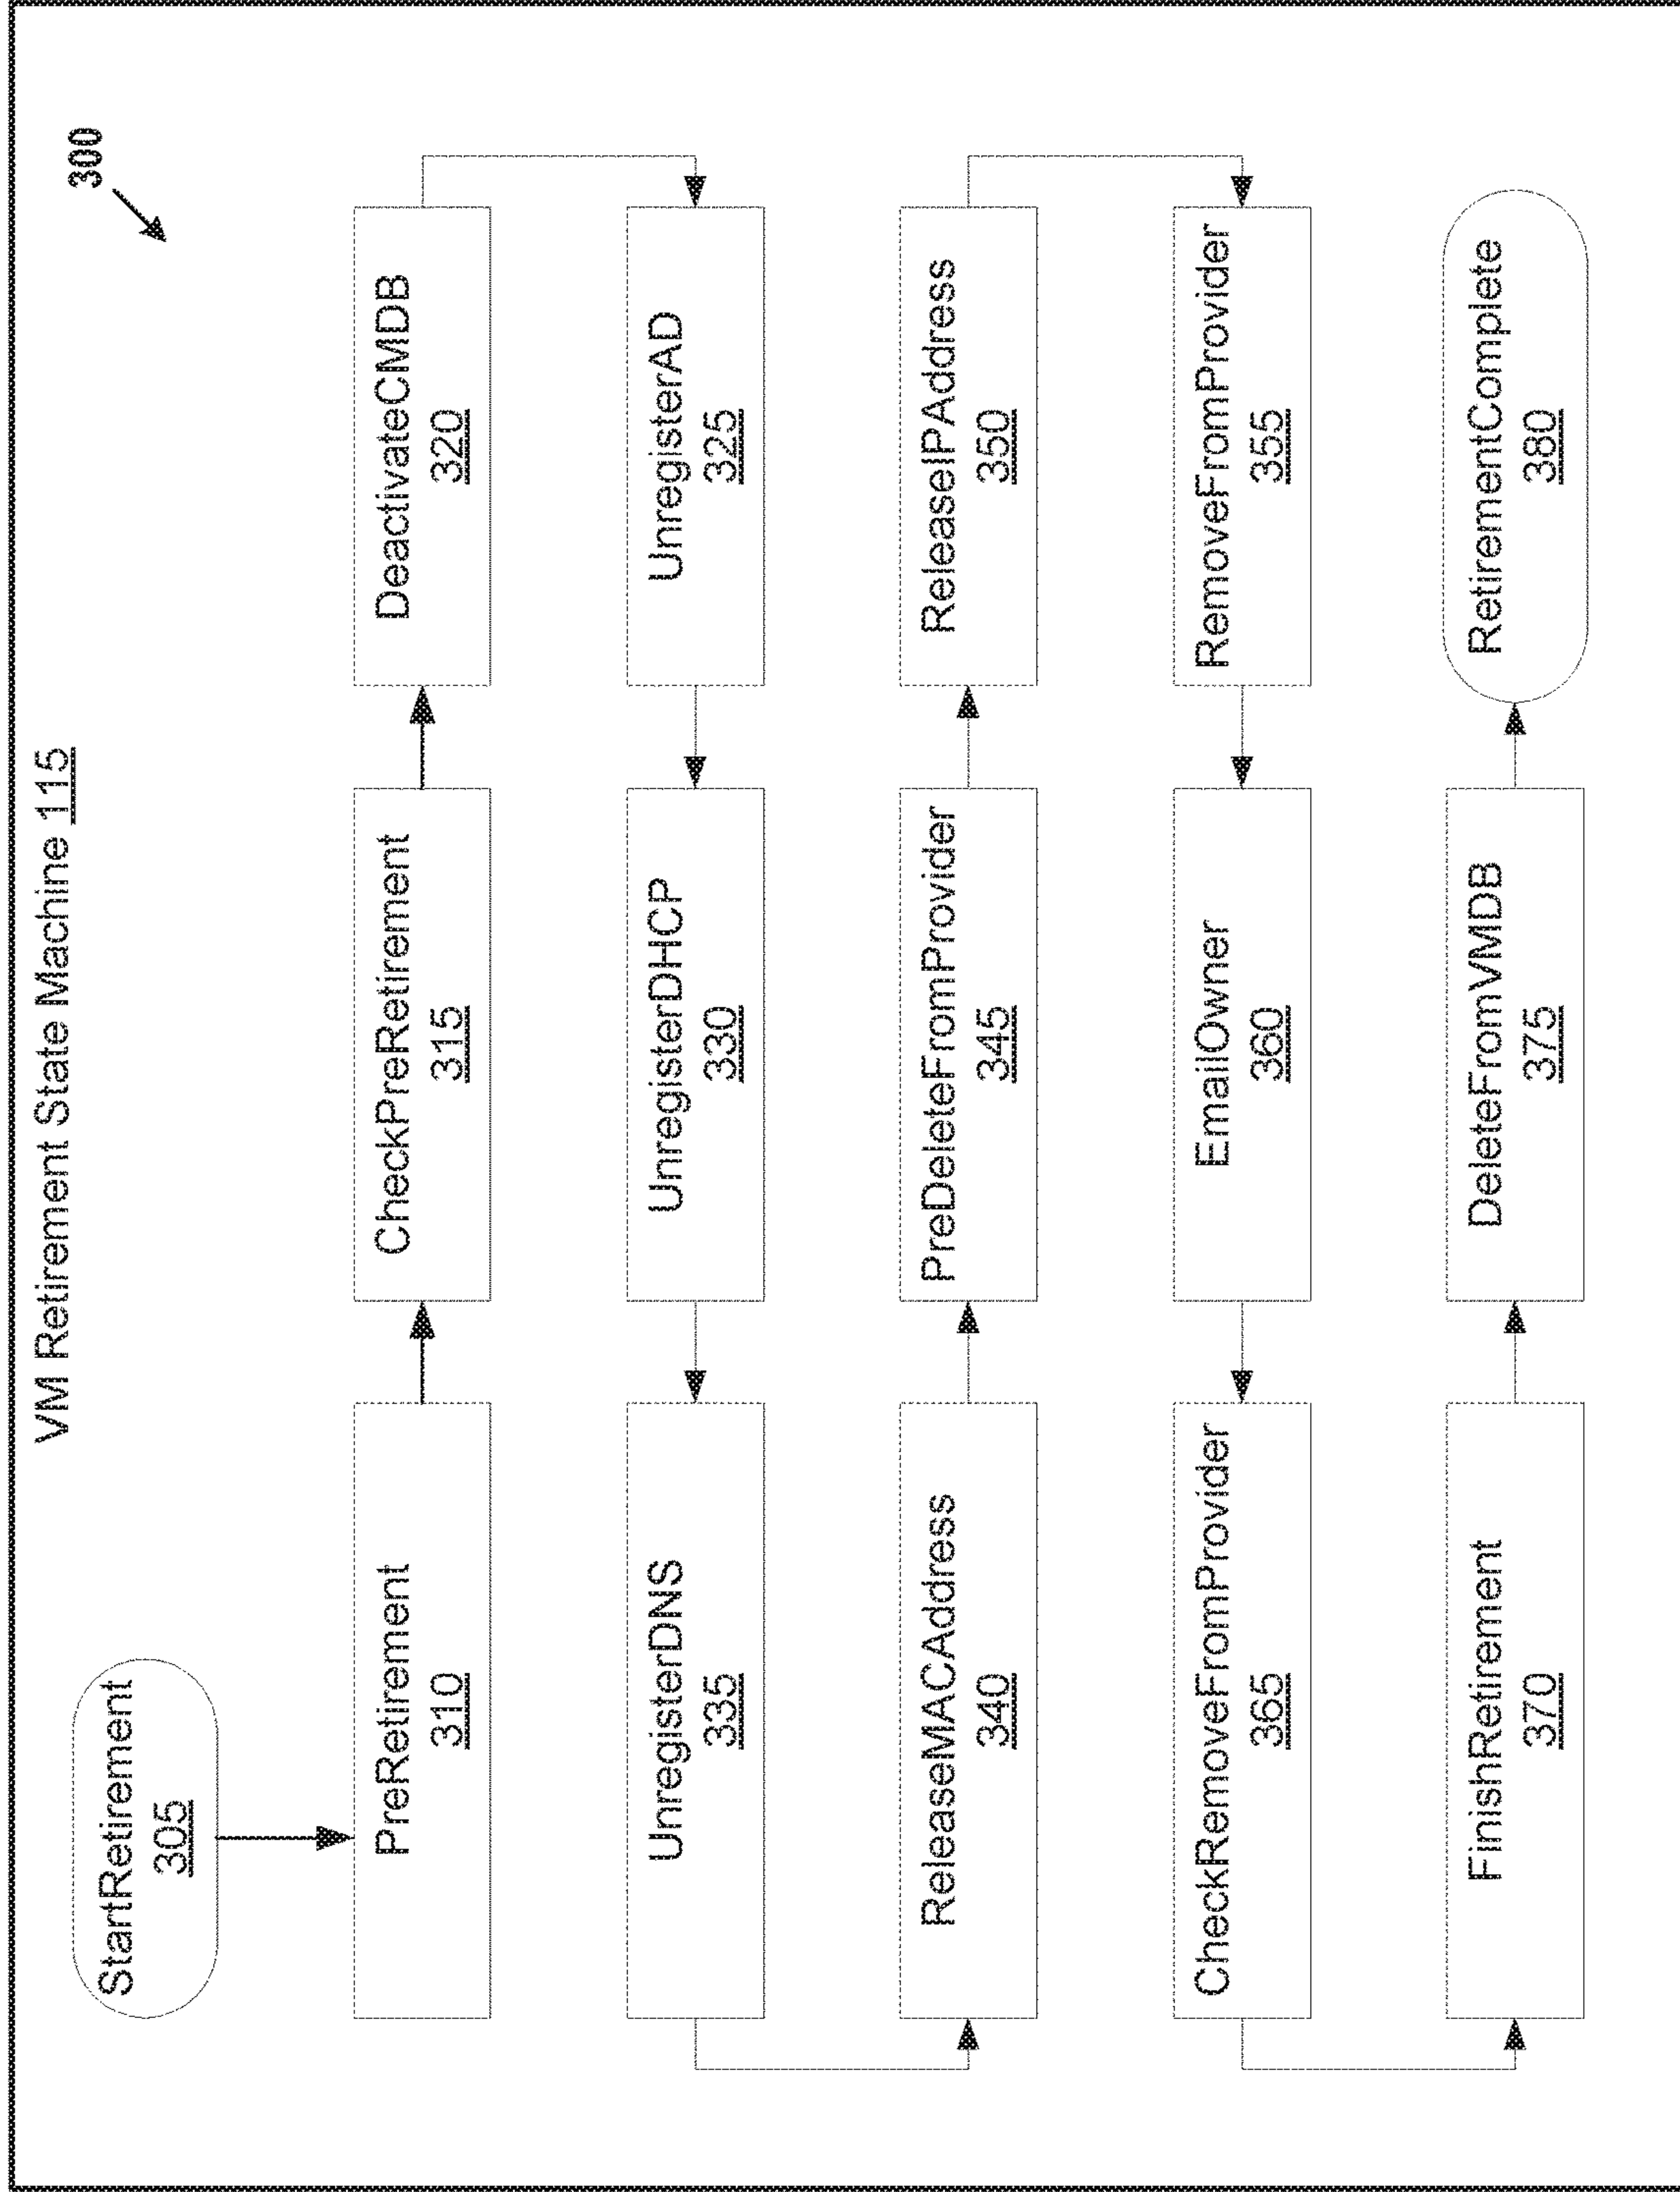 VM Retirement State Machine 115
300
StartRetirement
305
PreRetirement
310
CheckPreRetirement
315
DeactivateCMDB
320
UnregisterAD
325
UnregisterDHCP
330
UnregisterDNS
335
ReleaseMACAddress
340
PreDeleteFromProvider
345
ReleaseIPAddress
350
RemoveFromProvider
355
EmailOwner
360
CheckRemoveFromProvider
365
FinishRetirement
370
DeleteFromVMDB
375
RetirementComplete
380